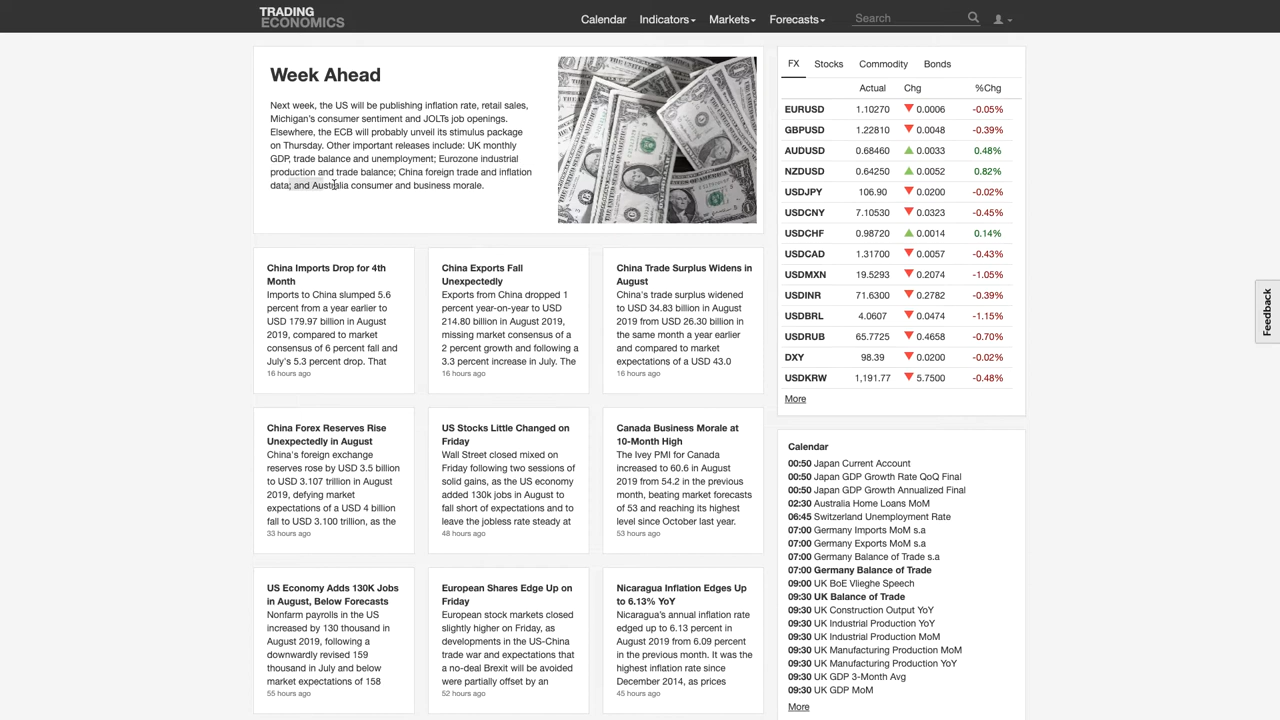 TRADING
ECONOMICS
Calendar Indicators Markets Forecasts Search
Week Ahead
Next week, the US will be publishing inflation rate, retail sales,
Michigan's consumer sentiment and JOLTs job openings.
Elsewhere, the ECB will probably unveil its stimulus package
on Thursday. Other important releases include: UK monthly
GDP, trade balance and unemployment; Eurozone industrial
production and trade balance; China foreign trade and inflation
data; and Australia consumer and business morale.
China Imports Drop for 4th
Month
Imports to China slumped 5.6
percent from a year earlier to
USD 179.97 billion in August
2019, compared to market
consensus of 6 percent fall and
July's 5.3 percent drop. That
16 hours ago
China Exports Fall
Unexpectedly
Exports from China dropped 1
percent year-on-year to USD
214.80 billion in August 2019,
missing market consensus of a
2 percent growth and following a
3.3 percent increase in July. The
16 hours ago
China Trade Surplus Widens in
August
China's trade surplus widened
to USD 34.83 billion in August
2019 from USD 26.30 billion in
the same month a year earlier
and compared to market
expectations of a USD 43.0
16 hours ago
China Forex Reserves Rise
Unexpectedly in August
China's foreign exchange
reserves rose by USD 3.5 billion
to USD 3.107 trillion in August
2019, defying market
expectations of a USD 4 billion
fall to USD 3.100 trillion, as the
33 hours ago
US Stocks Little Changed on
Friday
Wall Street closed mixed on
Friday following two sessions of
solid gains, as the US economy
added 130k jobs in August to
fall short of expectations and to
leave the jobless rate steady at
48 hours ago
Canada Business Morale at
10-Month High
The Ivey PMI for Canada
increased to 60.6 in August
2019 from 54.2 in the previous
month, beating market forecasts
of 53 and reaching its highest
level since October last year.
53 hours ago
US Economy Adds 130K Jobs
in August, Below Forecasts
Nonfarm payrolls in the US
increased by 130 thousand in
August 2019, following a
downwardly revised 159
thousand in July and below
market expectations of 158
55 hours ago
European Shares Edge Up on
Friday
European stock markets closed
slightly higher on Friday, as
developments in the US-China
trade war and expectations that
a no-deal Brexit will be avoided
were partially offset by an
52 hours ago
Nicaragua Inflation Edges Up
to 6.13% YoY
Nicaragua's annual inflation rate
edged up to 6.13 percent in
August 2019 from 6.09 percent
in the previous month. It was the
highest inflation rate since
December 2014, as prices
45 hours ago
FX Stocks Commodity Bonds
Actual Chg %Chg
EURUSD 1.10270 0.0006 -0.05%
GBPUSD 1.22810 0.0048 -0.39%
AUDUSD 0.68460 0.0033 0.48%
NZDUSD 0.64250 0.0052 0.82%
USDJPY 106.90 0.0200 -0.02%
USDCNY 7.10530 0.0323 -0.45%
USDCHF 0.98720 0.0014 0.14%
USDCAD 1.31700 0.0057 -0.43%
USDMXN 19.5293 0.2074 -1.05%
USDINR 71.6300 0.2782 -0.39%
USDBRL 4.0607 0.0474 -1.15%
USDRUB 65.7725 0.4658 -0.70%
DXY 98.39 0.0200 -0.02%
USDKRW 1,191.77 5.7500 -0.48%
More
Calendar
00:50 Japan Current Account
00:50 Japan GDP Growth Rate QoQ Final
00:50 Japan GDP Growth Annualized Final
02:30 Australia Home Loans MoM
06:45 Switzerland Unemployment Rate
07:00 Germany Imports MoM s.a
07:00 Germany Exports MoM s.a
07:00 Germany Balance of Trade s.a
07:00 Germany Balance of Trade
09:00 UK BoE Vlieghe Speech
09:30 UK Balance of Trade
09:30 UK Construction Output YoY
09:30 UK Industrial Production YoY
09:30 UK Industrial Production MoM
09:30 UK Manufacturing Production MoM
09:30 UK Manufacturing Production YoY
09:30 UK GDP 3-Month Avg
09:30 UK GDP MoM
More
Feedback